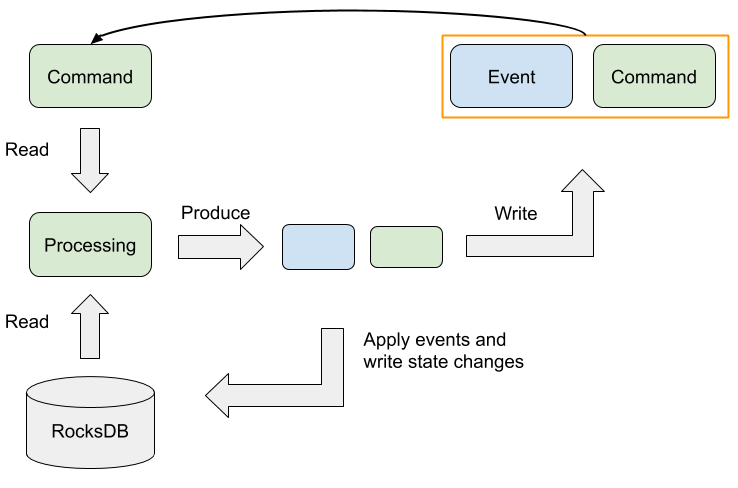 Command
Event
Command
Read
Processing
Produce
Write
Read
Apply events and
write state changes
RocksDB